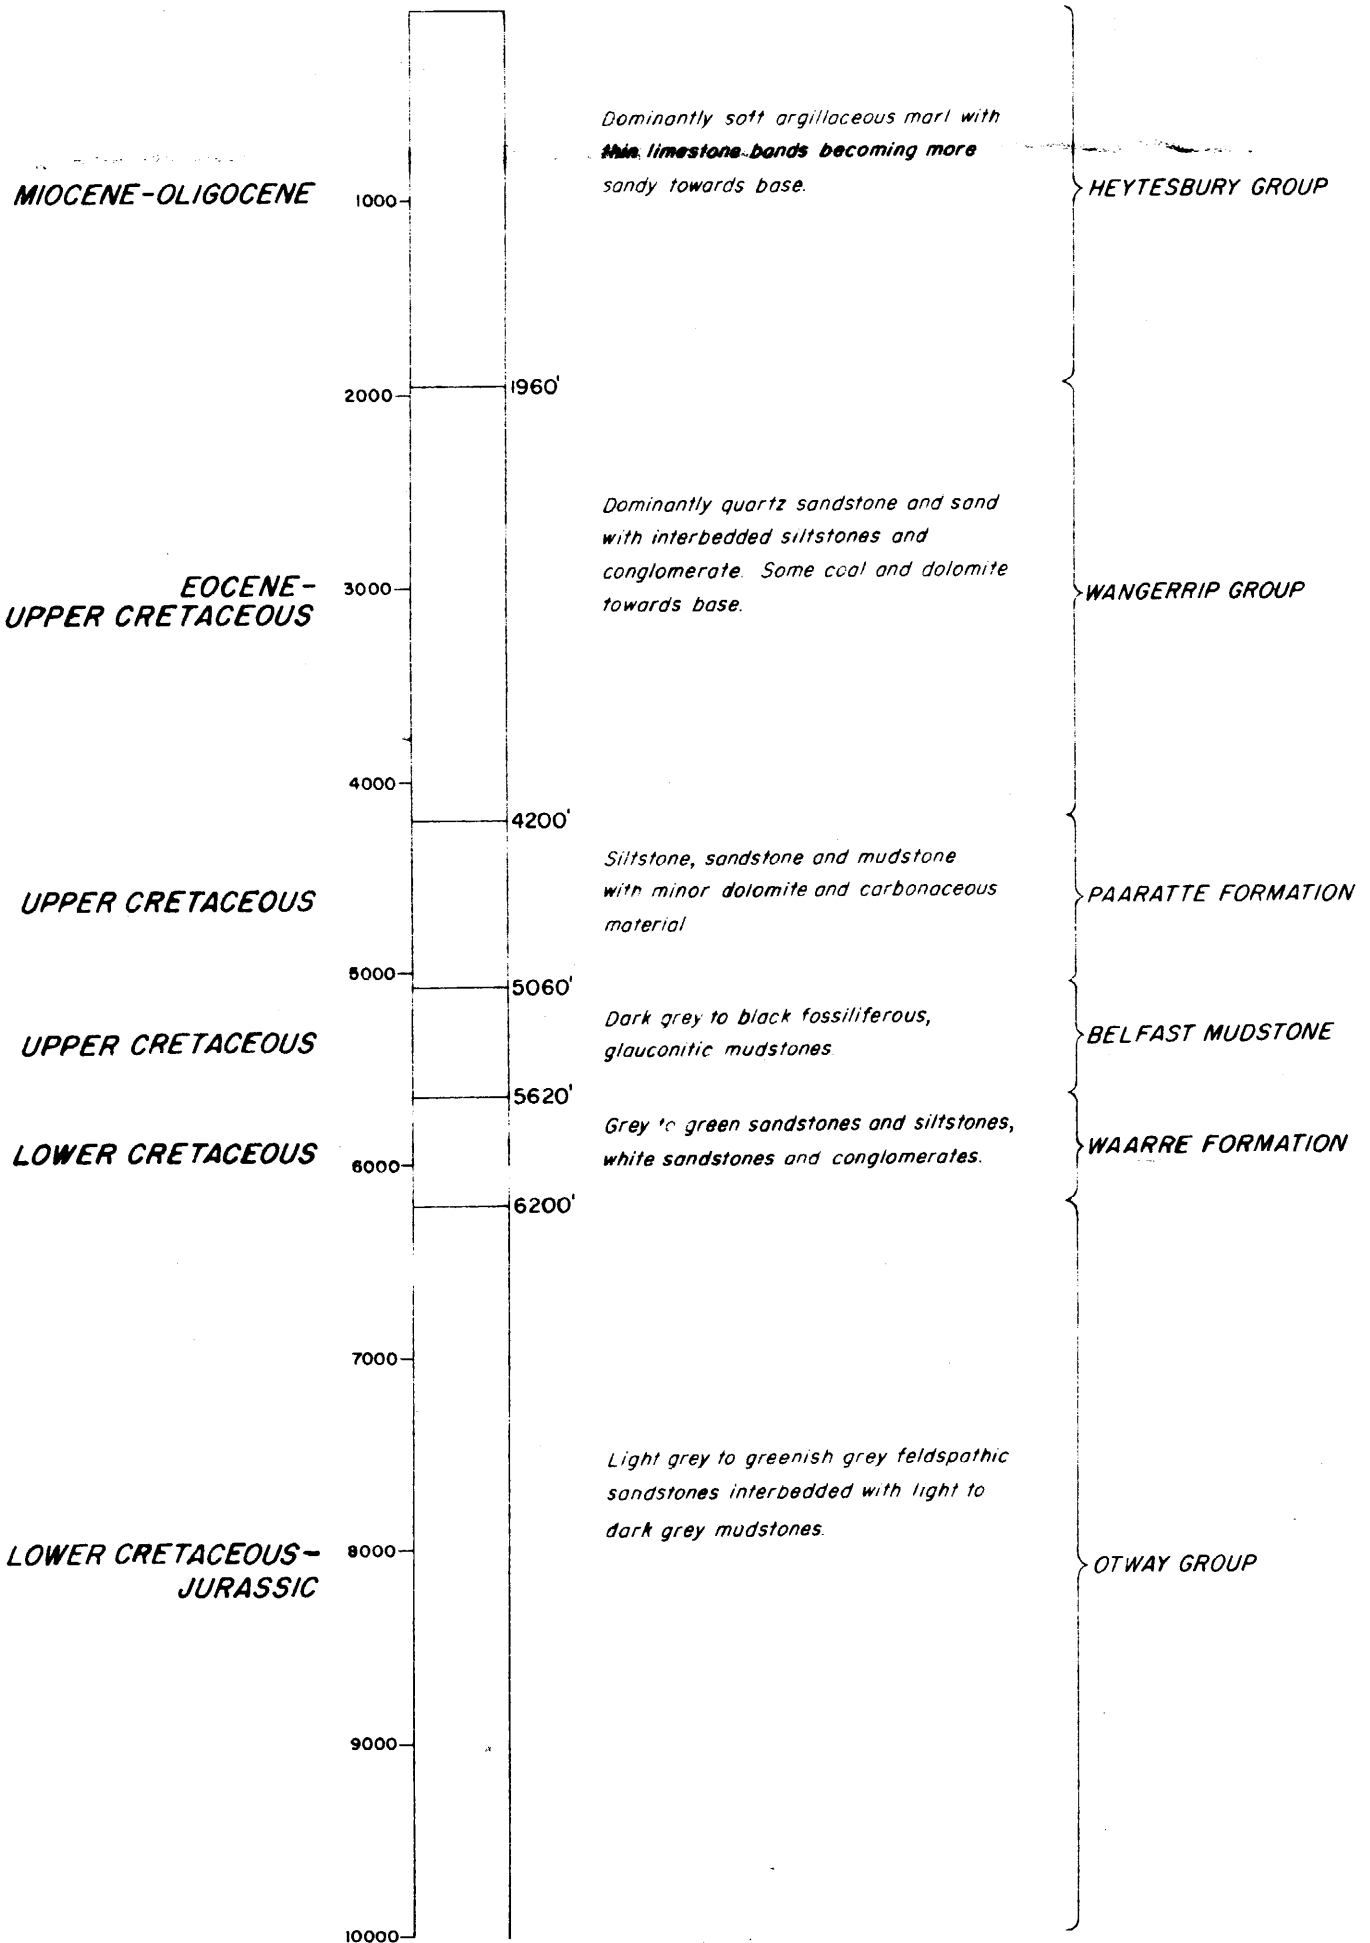 Dominantly soft argillaceous marl with
thin limestone bands becoming more
sandy towards base.
MIOCENE-OLIGOCENE
1000
HEYTESBURY GROUP
2000
1960'
Dominantly quartz sandstone and sand
with interbedded siltstones and
conglomerate. Some coal and dolomite
towards base.
EOCENE-
UPPER CRETACEOUS
3000
WANGERRIP GROUP
4000
4200'
Siltstone, sandstone and mudstone
with minor dolomite and carbonaceous
material
UPPER CRETACEOUS
PAARATTE FORMATION
5000
5060'
Dark grey to black fossiliferous,
glauconitic mudstones.
UPPER CRETACEOUS
BELFAST MUDSTONE
5620'
Grey to green sandstones and siltstones,
white sandstones and conglomerates.
LOWER CRETACEOUS
6000
WAARRE FORMATION
6200'
7000
Light grey to greenish grey feldspathic
sandstones interbedded with light to
dark grey mudstones.
LOWER CRETACEOUS-
JURASSIC
8000
OTWAY GROUP
9000
10000